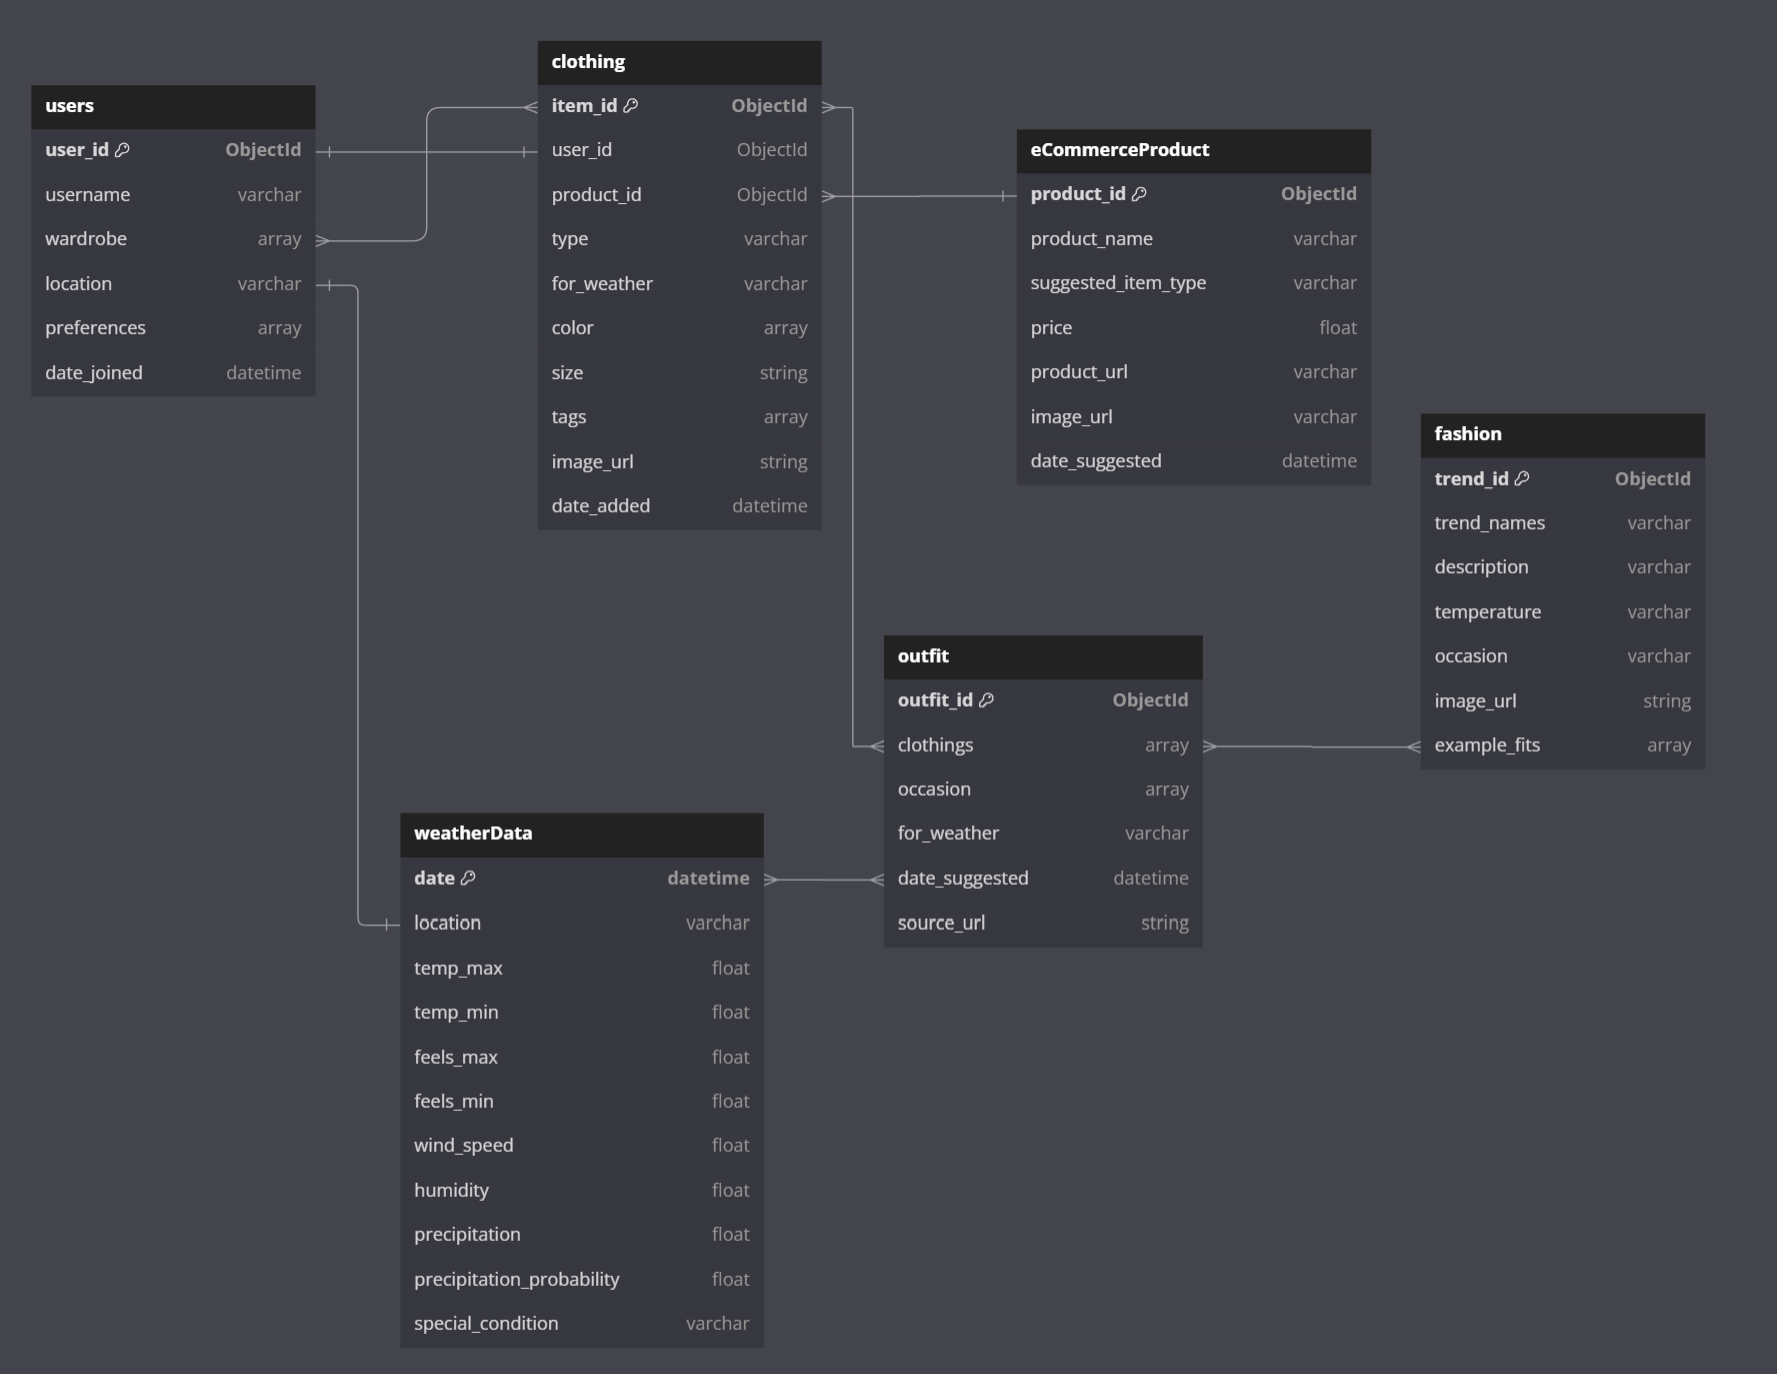 users
user_id ObjectId
username varchar
wardrobe array
location varchar
preferences array
date_joined datetime
clothing
item_id ObjectId
user_id ObjectId
product_id ObjectId
type varchar
for_weather varchar
color array
size string
tags array
image_url string
date_added datetime
eCommerceProduct
product_id ObjectId
product_name varchar
suggested_item_type varchar
price float
product_url varchar
image_url varchar
date_suggested datetime
fashion
trend_id ObjectId
trend_names varchar
description varchar
temperature varchar
occasion varchar
image_url string
example_fits array
outfit
outfit_id ObjectId
clothings array
occasion array
for_weather varchar
date_suggested datetime
source_url string
weatherData
date datetime
location varchar
temp_max float
temp_min float
feels_max float
feels_min float
wind_speed float
humidity float
precipitation float
precipitation_probability float
special_condition varchar